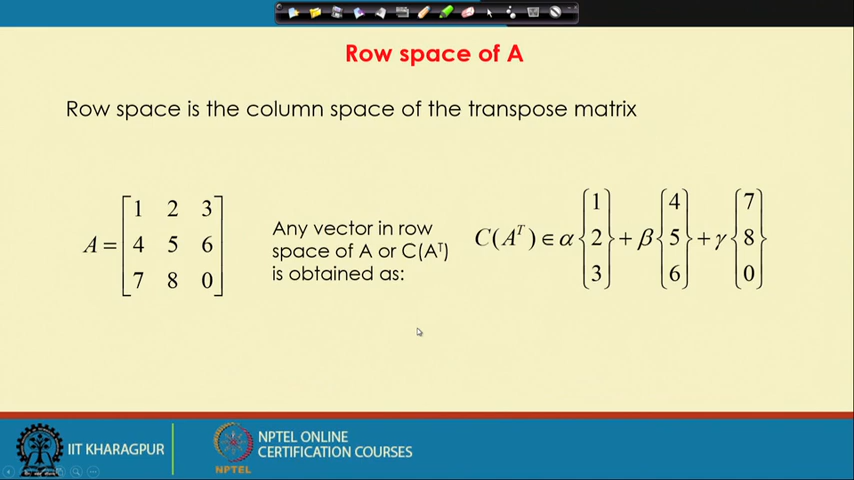 Row space of A
Row space is the column space of the transpose matrix
A = [ 1 2 3
4 5 6
7 8 0 ]
Any vector in row
space of A or C(Aᵀ)
is obtained as:
C(Aᵀ) ∈ α {1 2 3} + β {4 5 6} + γ {7 8 0}
IIT KHARAGPUR
NPTEL
NPTEL ONLINE
CERTIFICATION COURSES